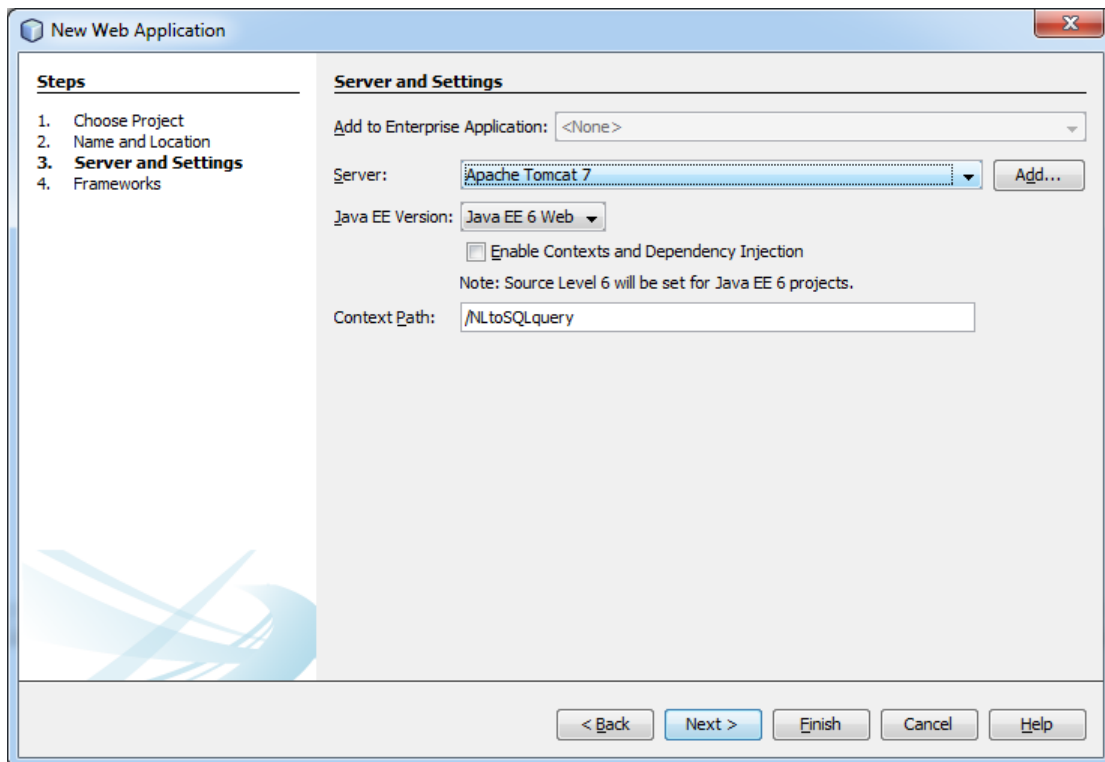 New Web Application
Steps
1. Choose Project
2. Name and Location
3. Server and Settings
4. Frameworks
Server and Settings
Add to Enterprise Application: <None>
Server: Apache Tomcat 7 Add...
Java EE Version: Java EE 6 Web
Enable Contexts and Dependency Injection
Note: Source Level 6 will be set for Java EE 6 projects.
Context Path: /NLtoSQLquery
< Back Next > Finish Cancel Help